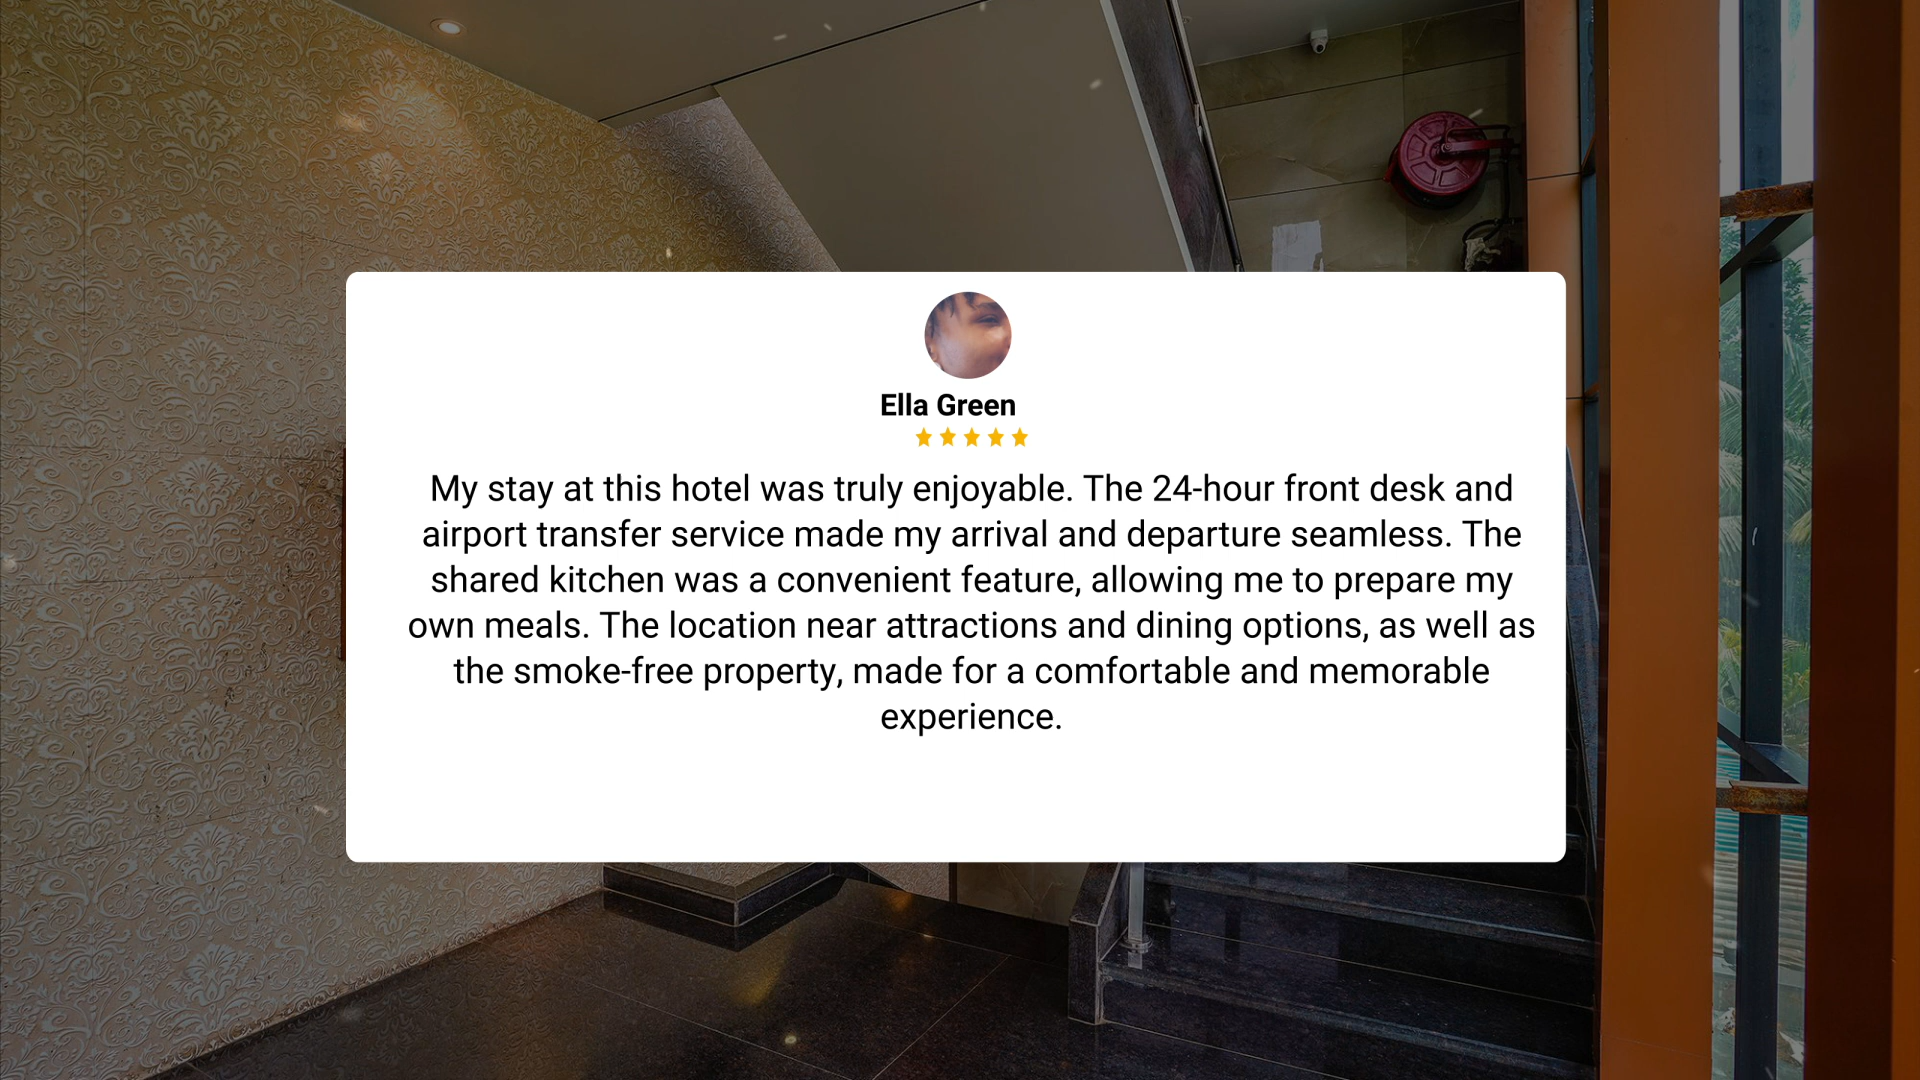 Ella Green
My stay at this hotel was truly enjoyable. The 24-hour front desk and
airport transfer service made my arrival and departure seamless. The
shared kitchen was a convenient feature, allowing me to prepare my
own meals. The location near attractions and dining options, as well as
the smoke-free property, made for a comfortable and memorable
experience.